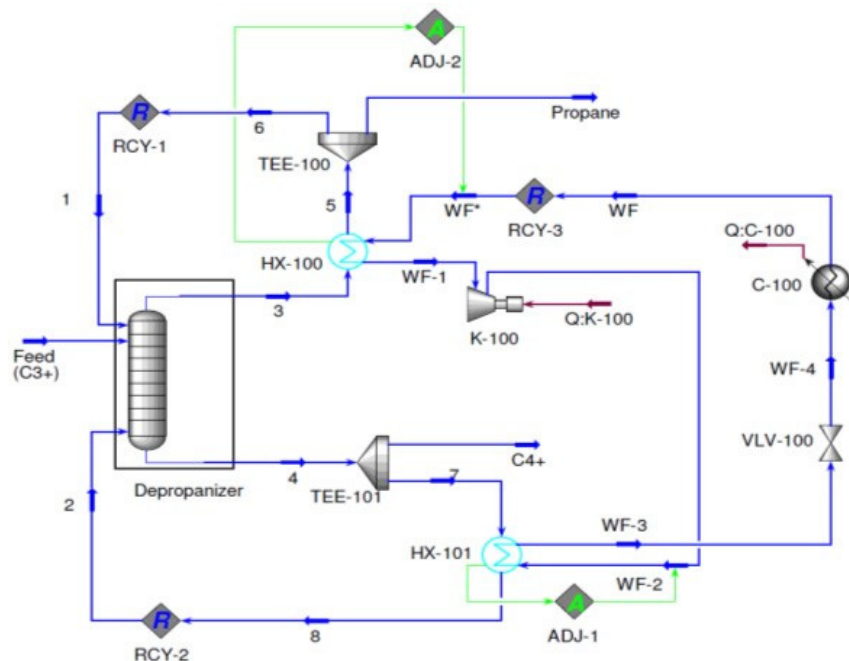 A
ADJ-2
Propane
R
6
RCY-1
TEE-100
1
5
WF*
R
WF
RCY-3
Q:C-100
HX-100
WF-1
C-100
3
K-100
Q:K-100
Feed
(C3+)
WF-4
VLV-100
C4+
4
7
Depropanizer
TEE-101
2
WF-3
HX-101
WF-2
A
ADJ-1
R
8
RCY-2